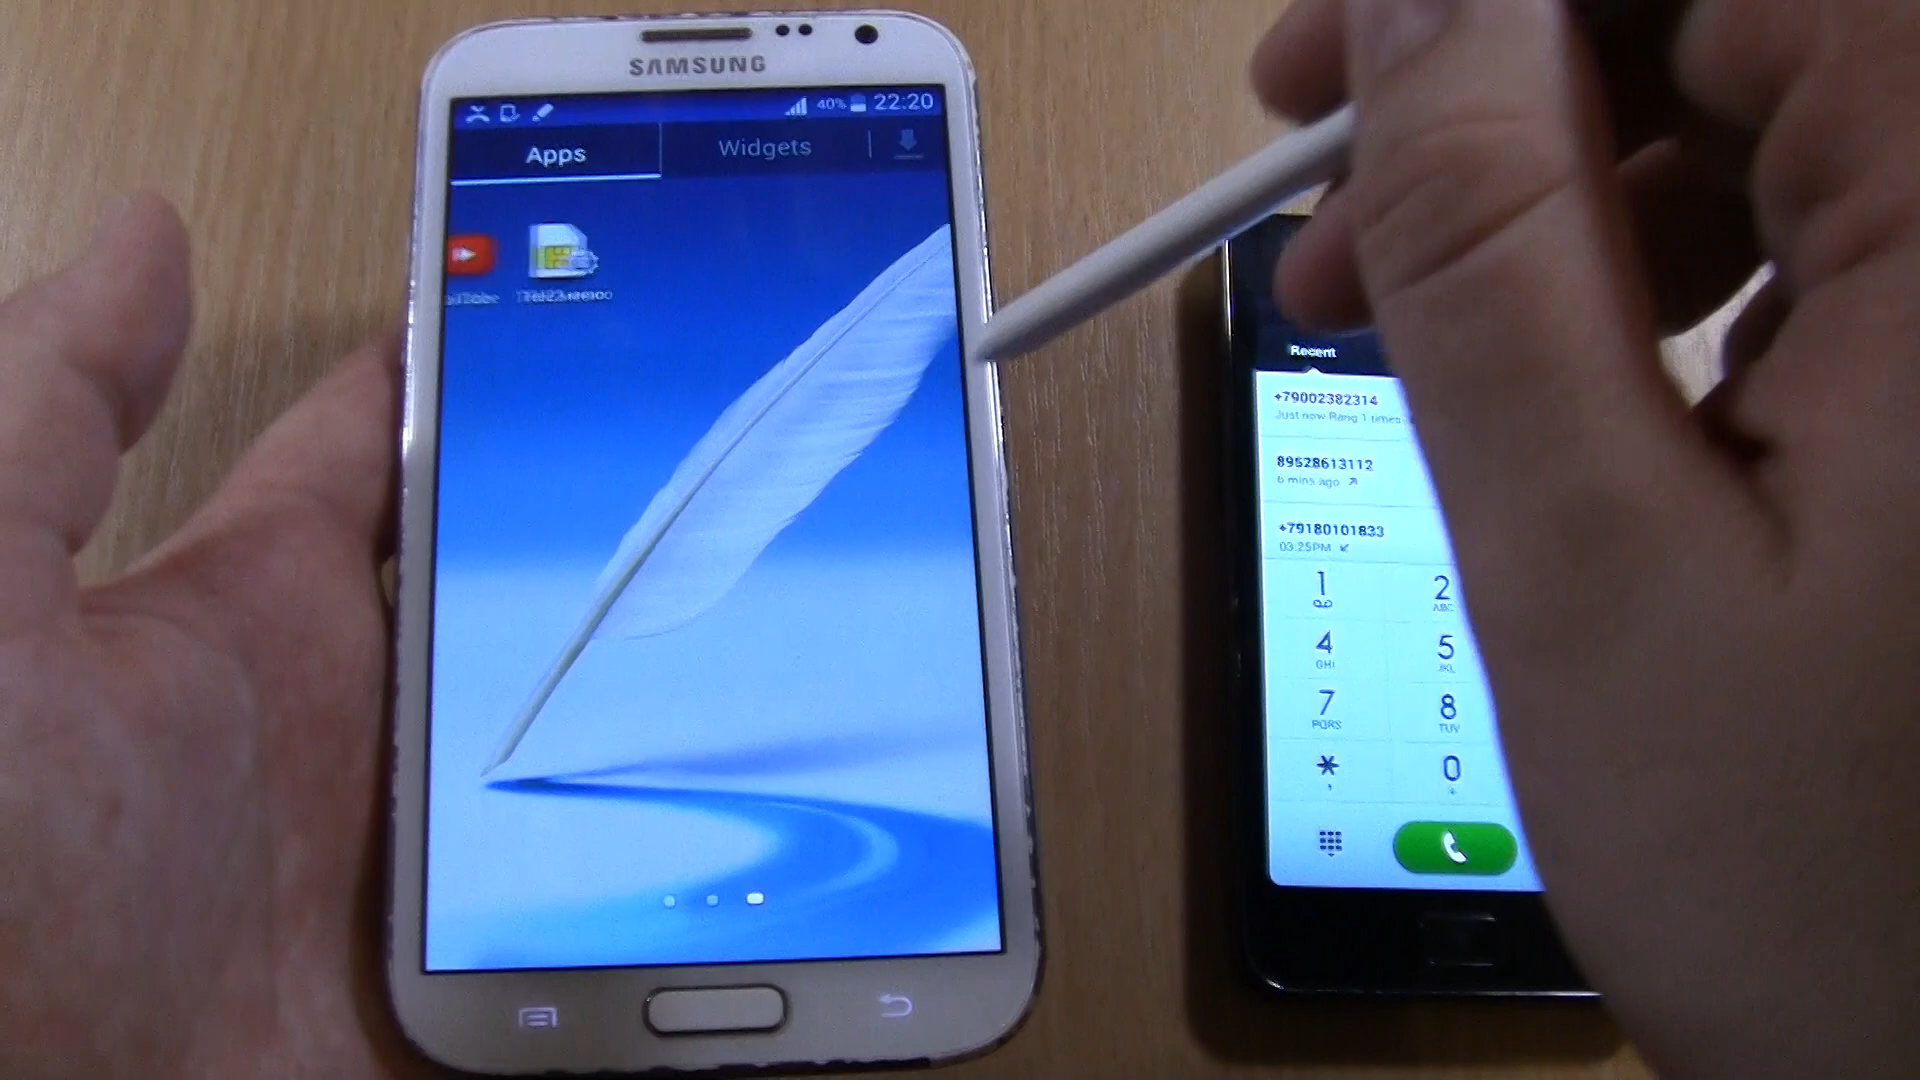 SAMSUNG
40% 22:20
Apps Widgets
Recent
+79002382314
Just now Rang 1 times
89528613112
6 mins ago
+79180101833
03:25PM
1 2
ABC
4 5
GHI JKL
7 8
PQRS TUV
* 0
, +